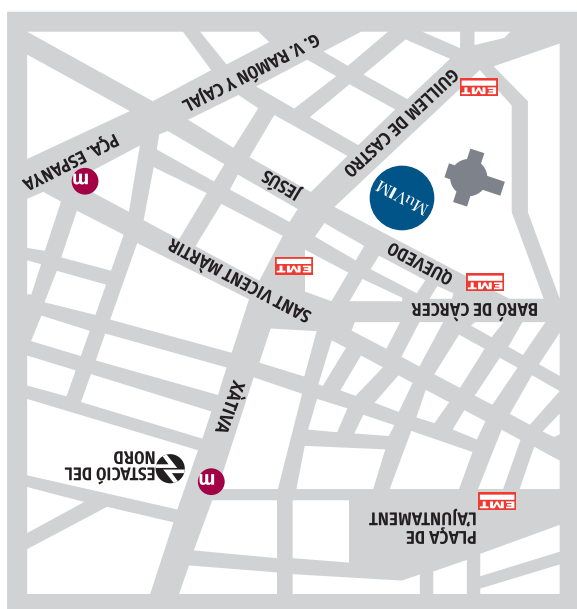 PLAÇA DE
L'AJUNTAMENT
EMT
m
ESTACIÓ DEL
NORD
XÀTIVA
BARÓ DE CÀRCER
EMT
SANT VICENT MÀRTIR
EMT
QUEVEDO
MuVIM
JESÚS
m
PÇA. ESPANYA
GUILLEM DE CASTRO
EMT
G. V. RAMÓN Y CAJAL